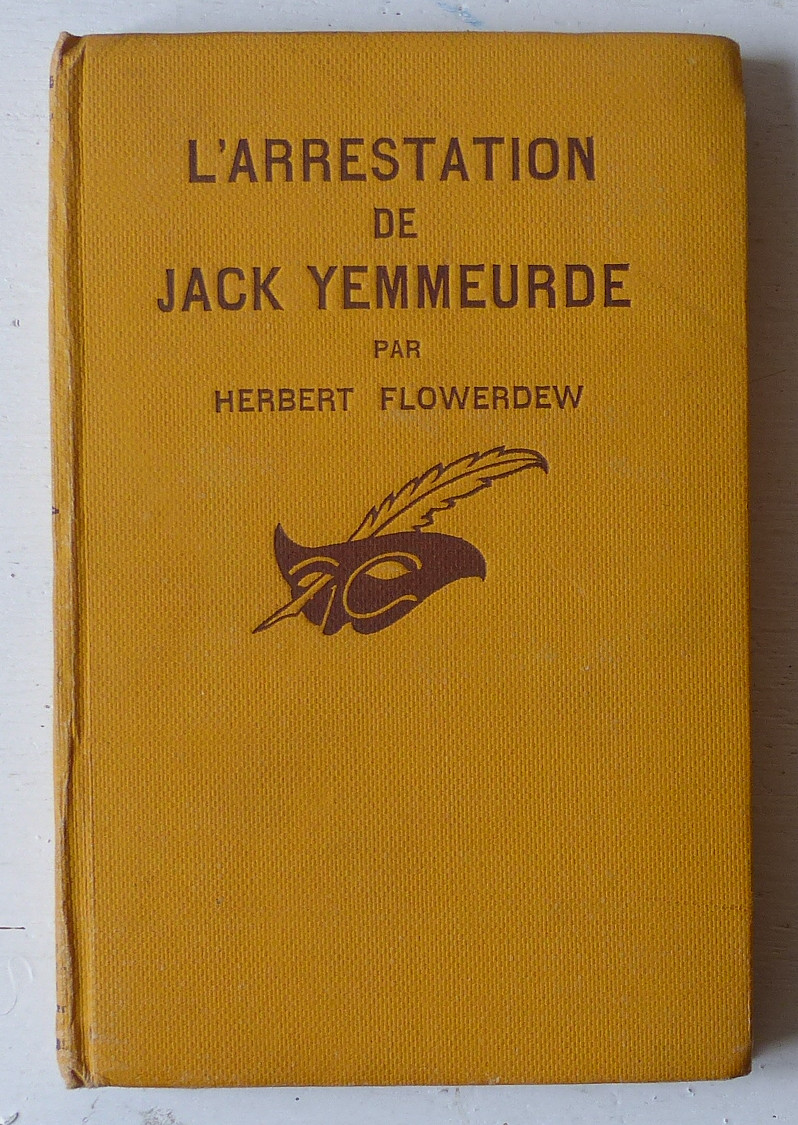 L'ARRESTATION
DE
JACK YEMMEURDE
PAR
HERBERT FLOWERDEW